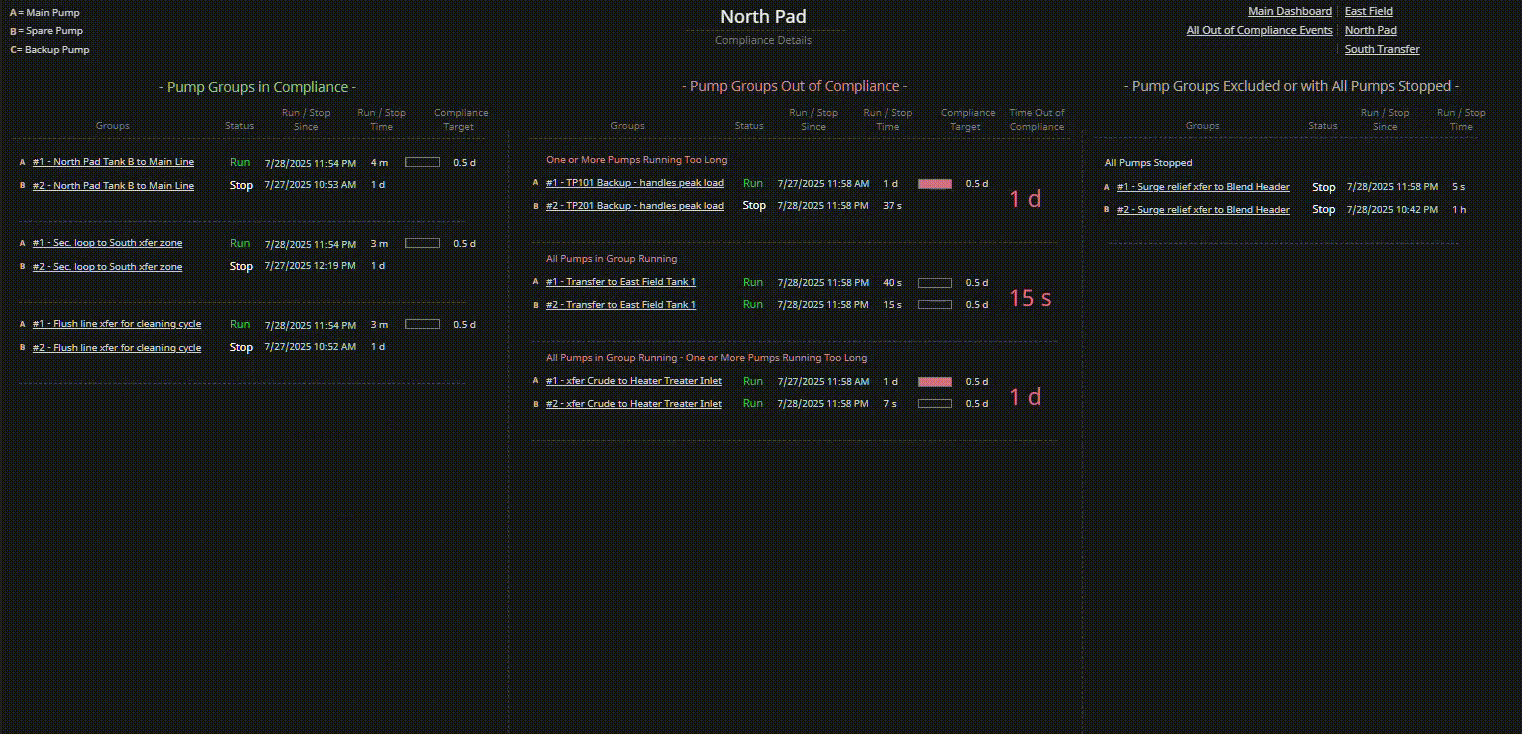 A = Main Pump
B = Spare Pump
C= Backup Pump
North Pad
Compliance Details
Main Dashboard East Field
All Out of Compliance Events North Pad
South Transfer
- Pump Groups in Compliance -
Groups Status Run / Stop Since Run / Stop Time Compliance Target
A #1 - North Pad Tank B to Main Line Run 7/28/2025 11:54 PM 4 m 0.5 d
B #2 - North Pad Tank B to Main Line Stop 7/27/2025 10:53 AM 1 d
A #1 - Sec. loop to South xfer zone Run 7/28/2025 11:54 PM 3 m 0.5 d
B #2 - Sec. loop to South xfer zone Stop 7/27/2025 12:19 PM 1 d
A #1 - Flush line xfer for cleaning cycle Run 7/28/2025 11:54 PM 3 m 0.5 d
B #2 - Flush line xfer for cleaning cycle Stop 7/27/2025 10:52 AM 1 d
- Pump Groups Out of Compliance -
Groups Status Run / Stop Since Run / Stop Time Compliance Target Time Out of Compliance
One or More Pumps Running Too Long
A #1 - TP101 Backup - handles peak load Run 7/27/2025 11:58 AM 1 d 0.5 d
B #2 - TP201 Backup - handles peak load Stop 7/28/2025 11:58 PM 37 s
1 d
All Pumps in Group Running
A #1 - Transfer to East Field Tank 1 Run 7/28/2025 11:58 PM 40 s 0.5 d
B #2 - Transfer to East Field Tank 1 Run 7/28/2025 11:58 PM 15 s 0.5 d
15 s
All Pumps in Group Running - One or More Pumps Running Too Long
A #1 - xfer Crude to Heater Treater Inlet Run 7/27/2025 11:58 AM 1 d 0.5 d
B #2 - xfer Crude to Heater Treater Inlet Run 7/28/2025 11:58 PM 7 s 0.5 d
1 d
- Pump Groups Excluded or with All Pumps Stopped -
Groups Status Run / Stop Since Run / Stop Time
All Pumps Stopped
A #1 - Surge relief xfer to Blend Header Stop 7/28/2025 11:58 PM 5 s
B #2 - Surge relief xfer to Blend Header Stop 7/28/2025 10:42 PM 1 h